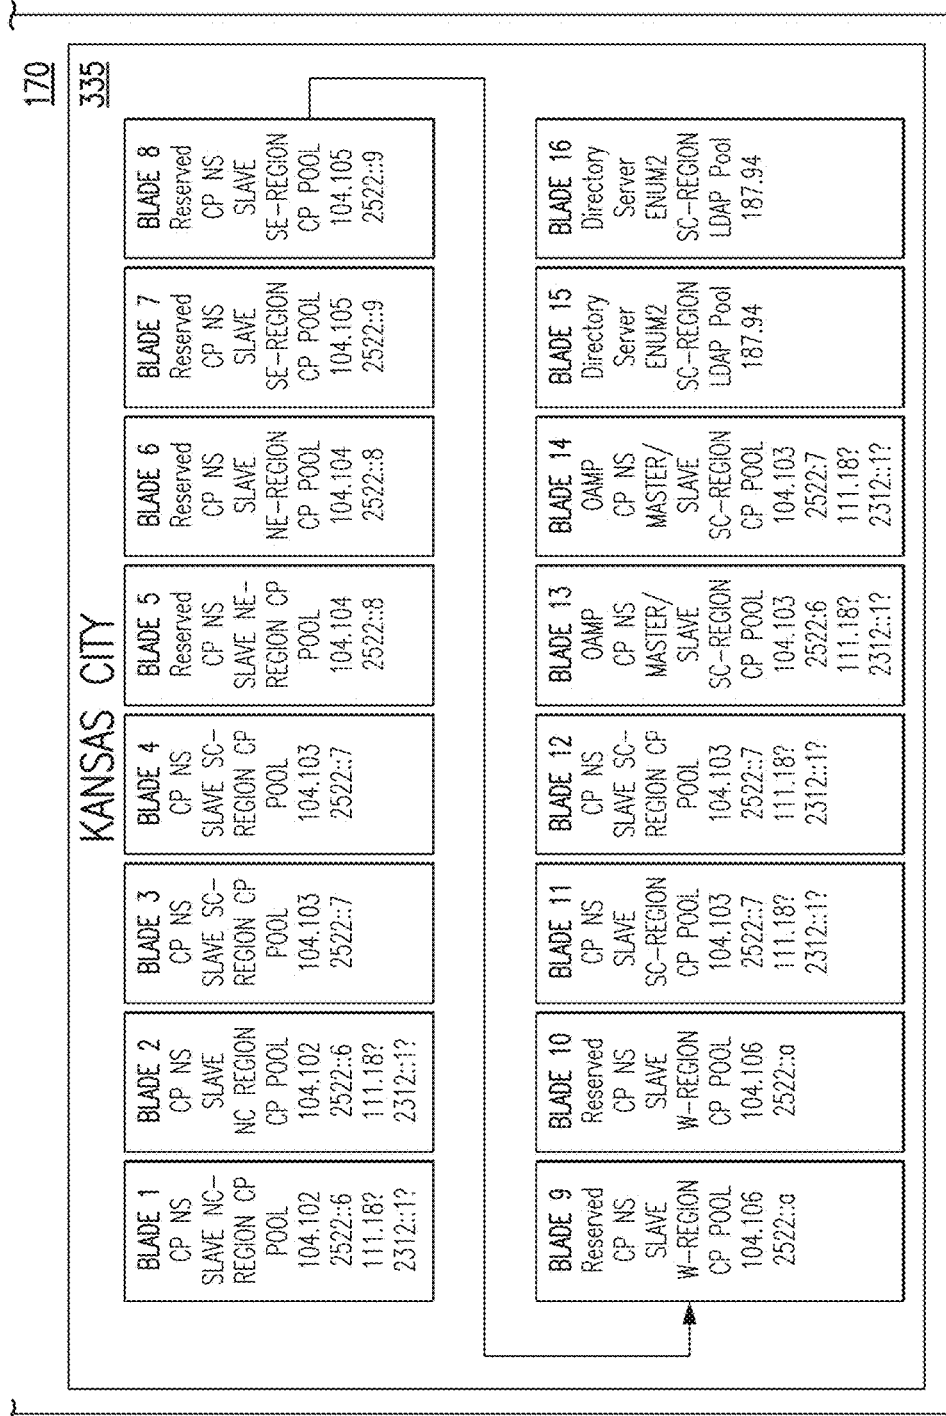 170
335
KANSAS CITY
BLADE 1
CP NS
SLAVE NC-
REGION CP
POOL
104.102
2522::6
111.18?
2312::1?
BLADE 2
CP NS
SLAVE
NC REGION
CP POOL
104.102
2522::6
111.18?
2312::1?
BLADE 3
CP NS
SLAVE SC-
REGION CP
POOL
104.103
2522::7
BLADE 4
CP NS
SLAVE SC-
REGION CP
POOL
104.103
2522::7
BLADE 5
Reserved
CP NS
SLAVE NE-
REGION CP
POOL
104.104
2522::8
BLADE 6
Reserved
CP NS
SLAVE
NE-REGION
CP POOL
104.104
2522::8
BLADE 7
Reserved
CP NS
SLAVE
SE-REGION
CP POOL
104.105
2522::9
BLADE 8
Reserved
CP NS
SLAVE
SE-REGION
CP POOL
104.105
2522::9
BLADE 9
Reserved
CP NS
SLAVE
W-REGION
CP POOL
104.106
2522::a
BLADE 10
Reserved
CP NS
SLAVE
W-REGION
CP POOL
104.106
2522::a
BLADE 11
CP NS
SLAVE
SC-REGION
CP POOL
104.103
2522::7
111.18?
2312::1?
BLADE 12
CP NS
SLAVE SC-
REGION CP
POOL
104.103
2522::7
111.18?
2312::1?
BLADE 13
OAMP
CP NS
MASTER/
SLAVE
SC-REGION
CP POOL
104.103
2522::6
111.18?
2312::1?
BLADE 14
OAMP
CP NS
MASTER/
SLAVE
SC-REGION
CP POOL
104.103
2522:7
111.18?
2312::1?
BLADE 15
Directory
Server
ENUM2
SC-REGION
LDAP Pool
187.94
BLADE 16
Directory
Server
ENUM2
SC-REGION
LDAP Pool
187.94